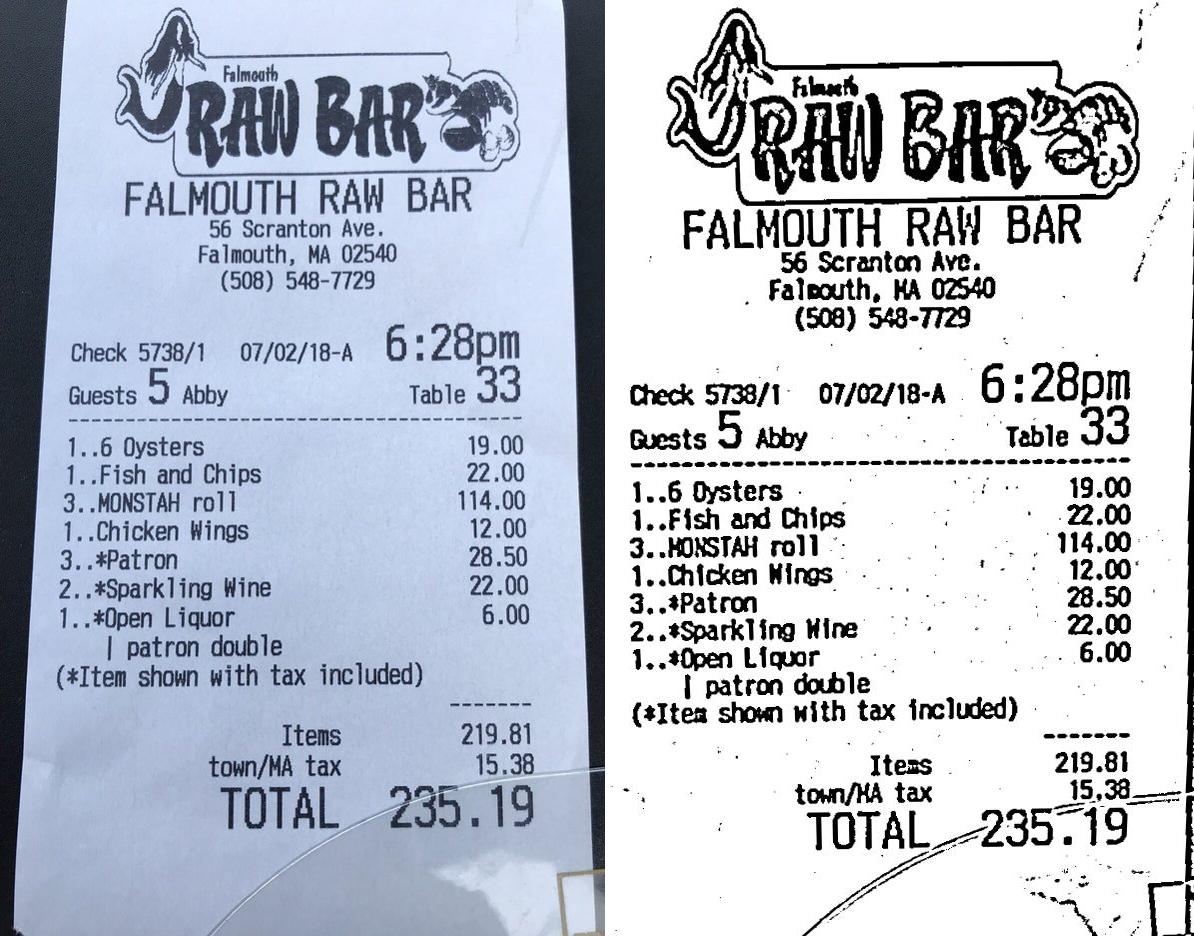 Falmouth
RAW BAR
FALMOUTH RAW BAR
56 Scranton Ave.
Falmouth, MA 02540
(508) 548-7729
Check 5738/1 07/02/18-A 6:28pm
Guests 5 Abby Table 33
1..6 Oysters 19.00
1..Fish and Chips 22.00
3..MONSTAH roll 114.00
1..Chicken Wings 12.00
3..*Patron 28.50
2..*Sparkling Wine 22.00
1..*Open Liquor 6.00
| patron double
(*Item shown with tax included)
Items 219.81
town/MA tax 15.38
TOTAL 235.19
Falmouth
RAW BAR
FALMOUTH RAW BAR
56 Scranton Ave.
Falmouth, MA 02540
(508) 548-7729
Check 5738/1 07/02/18-A 6:28pm
Guests 5 Abby Table 33
1..6 Oysters 19.00
1..Fish and Chips 22.00
3..MONSTAH roll 114.00
1..Chicken Wings 12.00
3..*Patron 28.50
2..*Sparkling Wine 22.00
1..*Open Liquor 6.00
| patron double
(*Item shown with tax included)
Items 219.81
town/MA tax 15.38
TOTAL 235.19